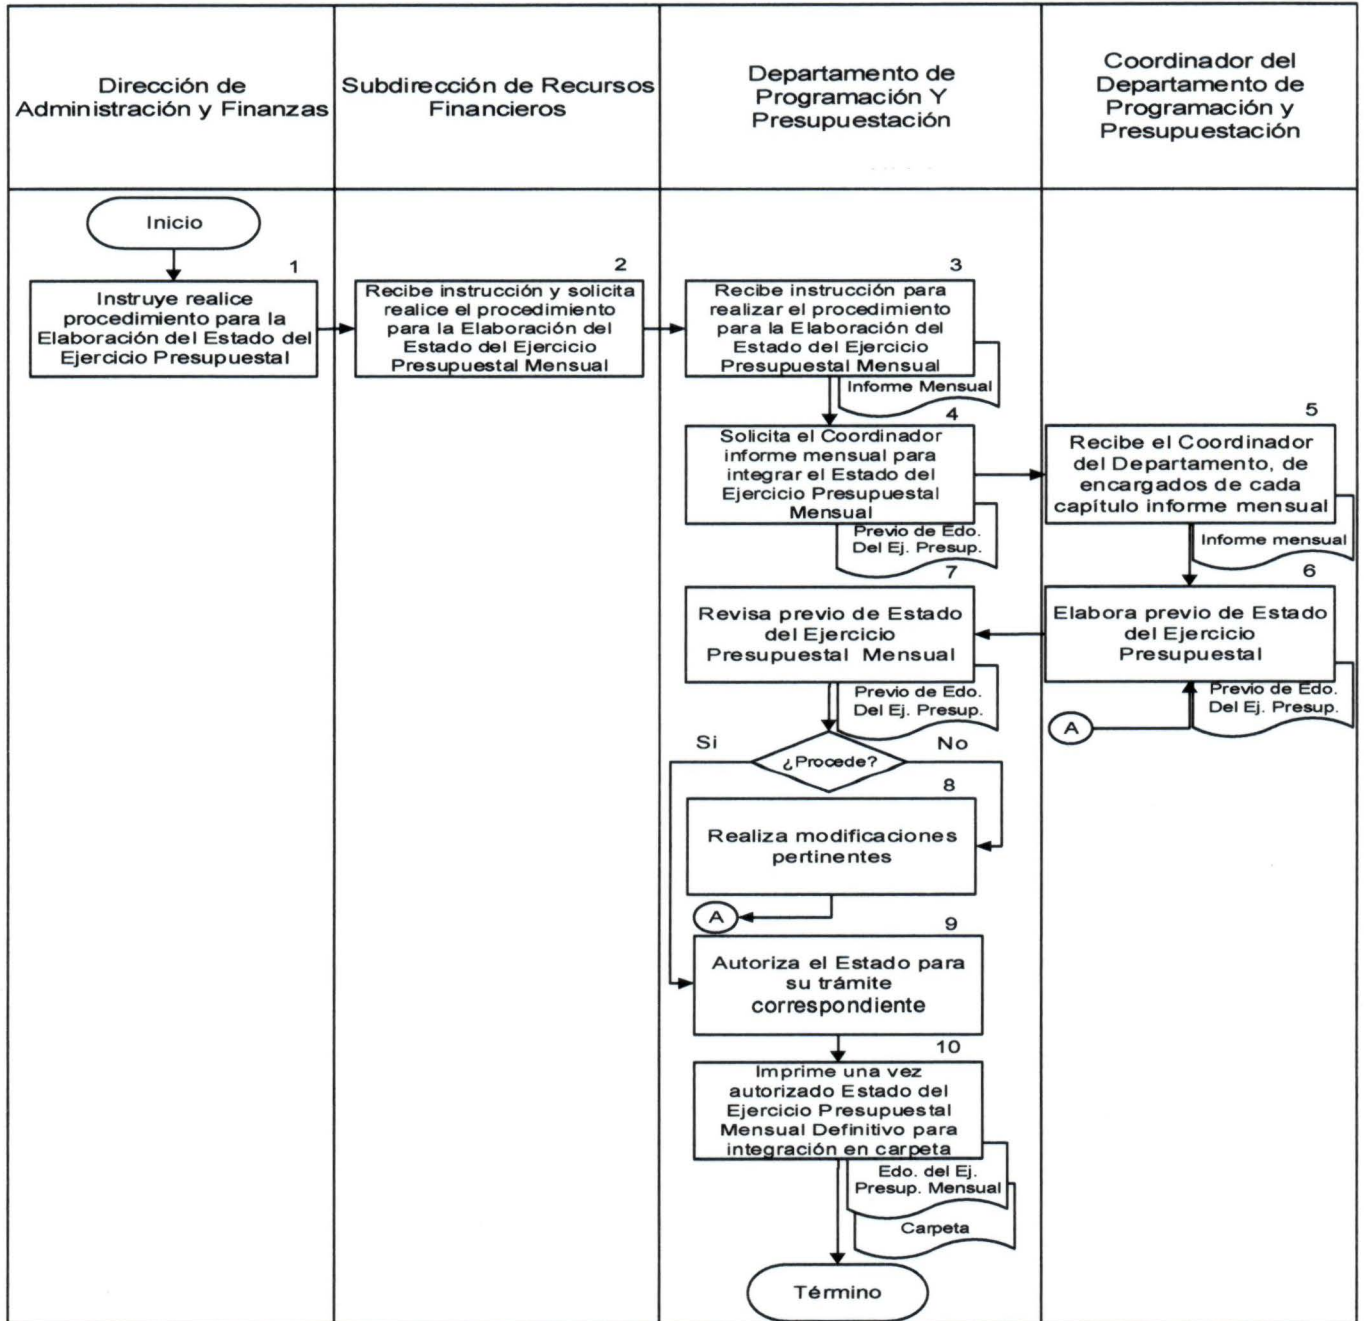 Dirección de
Administración y Finanzas
Subdirección de Recursos
Financieros
Departamento de
Programación Y
Presupuestación
Coordinador del
Departamento de
Programación y
Presupuestación
Inicio
1
Instruye realice
procedimiento para la
Elaboración del Estado del
Ejercicio Presupuestal
2
Recibe instrucción y solicita
realice el procedimiento
para la Elaboración del
Estado del Ejercicio
Presupuestal Mensual
3
Recibe instrucción para
realizar el procedimiento
para la Elaboración del
Estado del Ejercicio
Presupuestal Mensual
Informe Mensual
4
Solicita el Coordinador
informe mensual para
integrar el Estado del
Ejercicio Presupuestal
Mensual
Previo de Edo.
Del Ej. Presup.
5
Recibe el Coordinador
del Departamento, de
encargados de cada
capítulo informe mensual
Informe mensual
6
Elabora previo de Estado
del Ejercicio
Presupuestal
Previo de Edo.
Del Ej. Presup.
A
7
Revisa previo de Estado
del Ejercicio
Presupuestal Mensual
Previo de Edo.
Del Ej. Presup.
Si
No
¿Procede?
8
Realiza modificaciones
pertinentes
A
9
Autoriza el Estado para
su trámite
correspondiente
10
Imprime una vez
autorizado Estado del
Ejercicio Presupuestal
Mensual Definitivo para
integración en carpeta
Edo. del Ej.
Presup. Mensual
Carpeta
Término